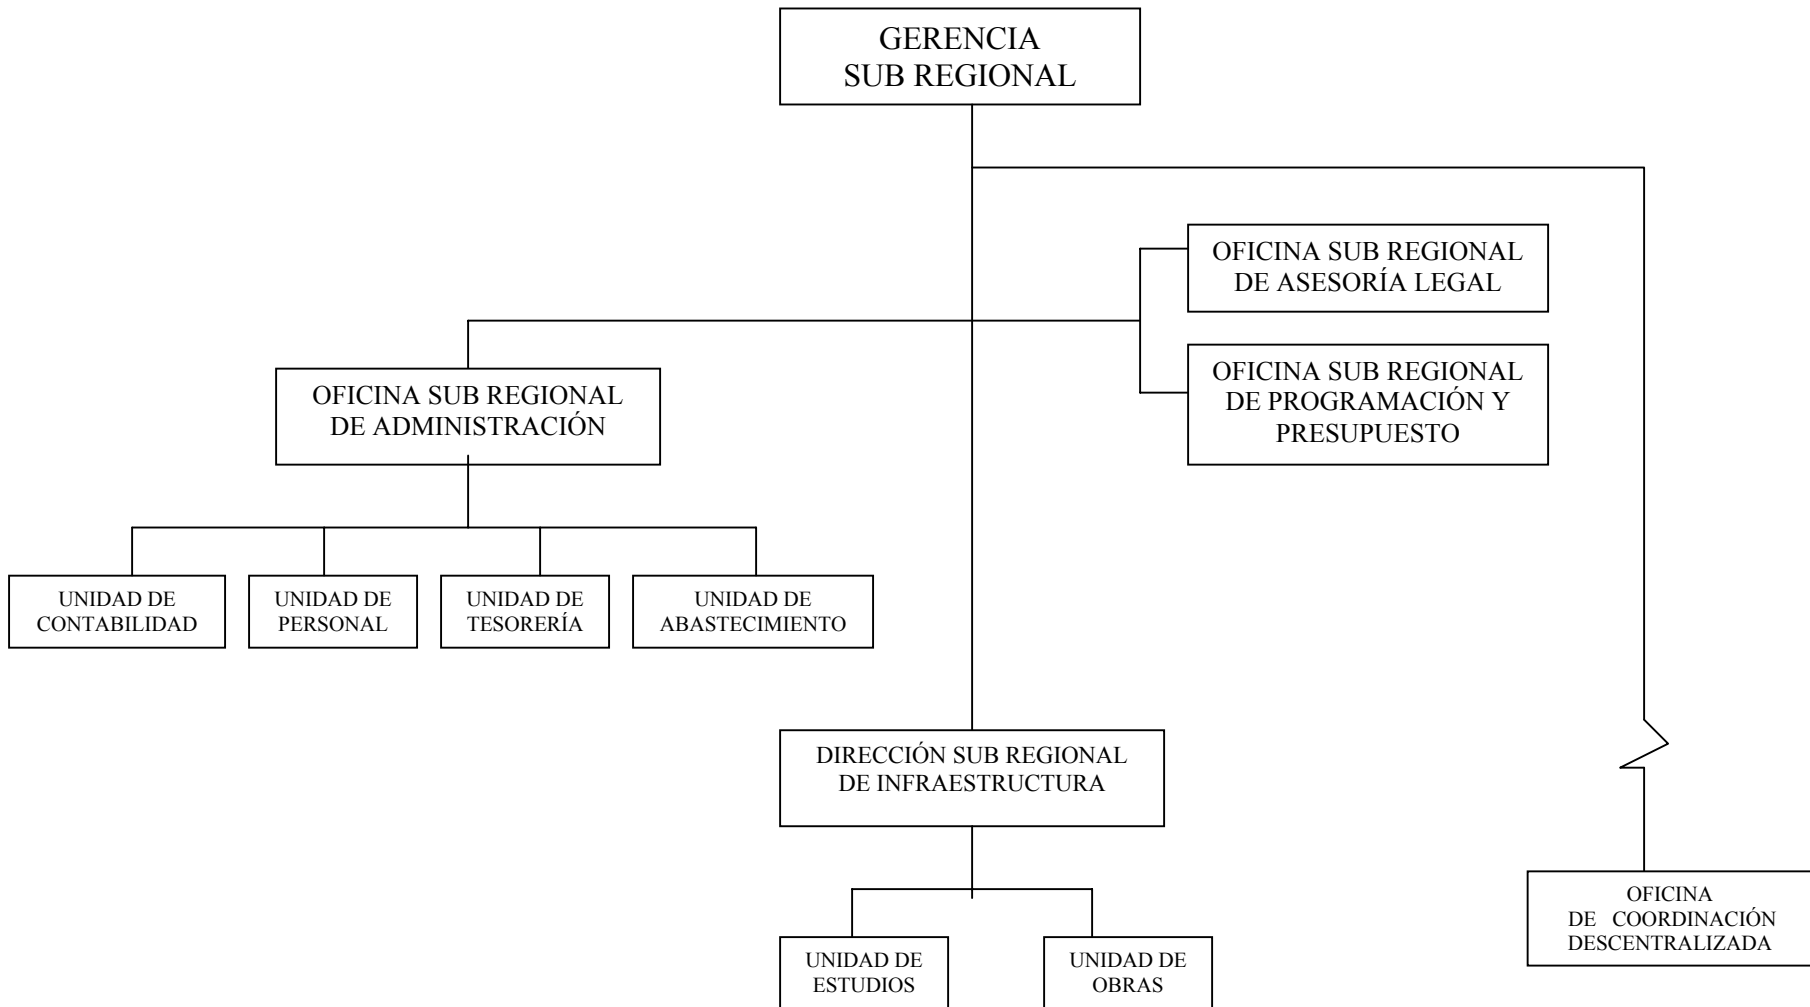 GERENCIA
SUB REGIONAL
OFICINA SUB REGIONAL
DE ASESORÍA LEGAL
OFICINA SUB REGIONAL
DE PROGRAMACIÓN Y
PRESUPUESTO
OFICINA SUB REGIONAL
DE ADMINISTRACIÓN
UNIDAD DE
CONTABILIDAD
UNIDAD DE
PERSONAL
UNIDAD DE
TESORERÍA
UNIDAD DE
ABASTECIMIENTO
DIRECCIÓN SUB REGIONAL
DE INFRAESTRUCTURA
UNIDAD DE
ESTUDIOS
UNIDAD DE
OBRAS
OFICINA
DE COORDINACIÓN
DESCENTRALIZADA